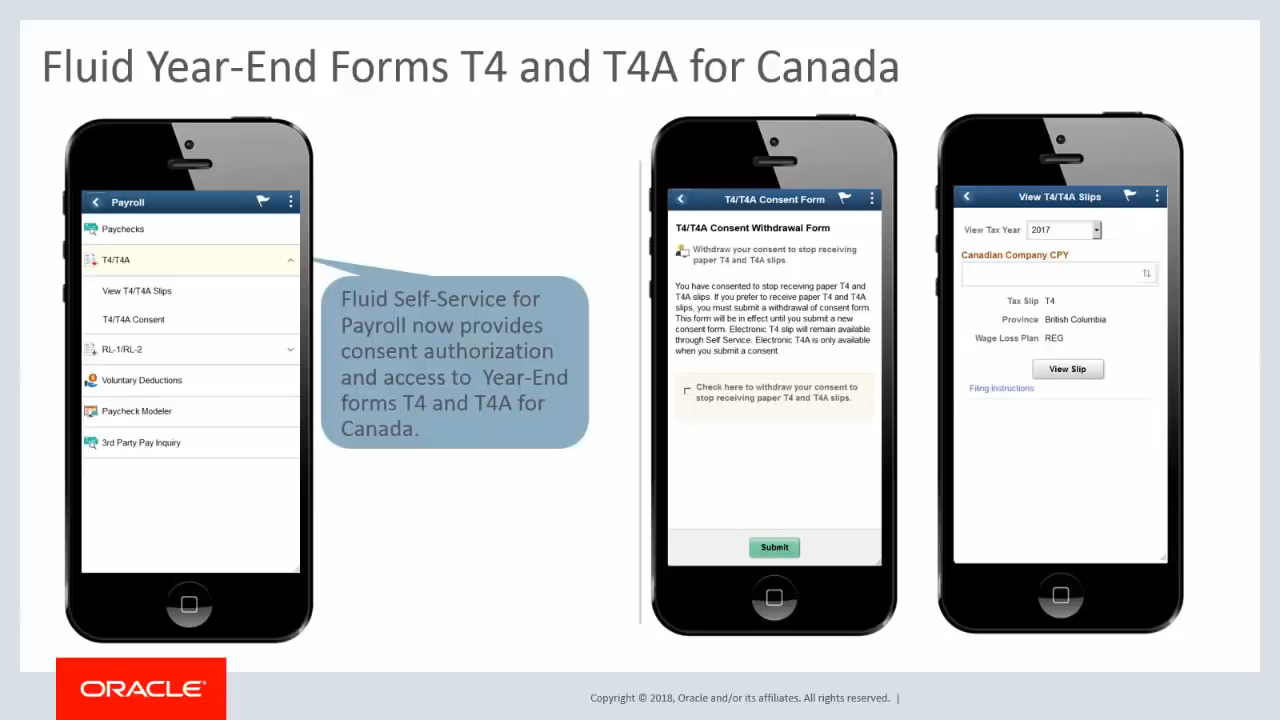 Fluid Year-End Forms T4 and T4A for Canada
Payroll
Paychecks
T4/T4A
View T4/T4A Slips
T4/T4A Consent
RL-1/RL-2
Voluntary Deductions
Paycheck Modeler
3rd Party Pay Inquiry
Fluid Self-Service for
Payroll now provides
consent authorization
and access to Year-End
forms T4 and T4A for
Canada.
T4/T4A Consent Form
T4/T4A Consent Withdrawal Form
Withdraw your consent to stop receiving
paper T4 and T4A slips
You have consented to stop receiving paper T4 and
T4A slips. If you prefer to receive paper T4 and T4A
slips, you must submit a withdrawal of consent form.
This form will be in effect until you submit a new
consent form. Electronic T4 slip will remain available
through Self Service. Electronic T4A is only available
when you submit a consent.
Check here to withdraw your consent to
stop receiving paper T4 and T4A slips.
Submit
View T4/T4A Slips
View Tax Year 2017
Canadian Company CPY
Tax Slip T4
Province British Columbia
Wage Loss Plan REG
View Slip
Filing Instructions
ORACLE®
Copyright © 2018, Oracle and/or its affiliates. All rights reserved. |